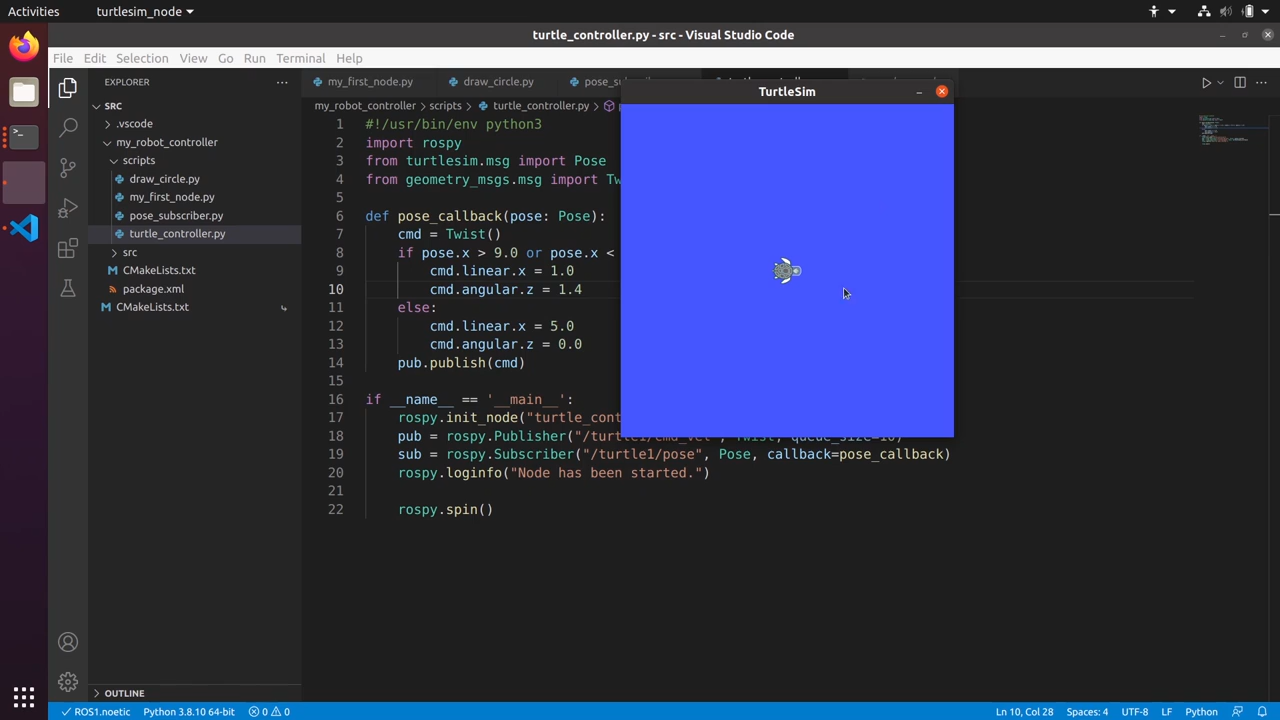 Activities
turtlesim_node
turtle_controller.py - src - Visual Studio Code
File Edit Selection View Go Run Terminal Help
EXPLORER
SRC
.vscode
my_robot_controller
scripts
draw_circle.py
my_first_node.py
pose_subscriber.py
turtle_controller.py
src
CMakeLists.txt
package.xml
CMakeLists.txt
OUTLINE
my_first_node.py draw_circle.py
my_robot_controller > scripts > turtle_controller.py >
TurtleSim
1 #!/usr/bin/env python3
2 import rospy
3 from turtlesim.msg import Pose
4 from geometry_msgs.msg import Tw
5
6 def pose_callback(pose: Pose):
7 cmd = Twist()
8 if pose.x > 9.0 or pose.x <
9 cmd.linear.x = 1.0
10 cmd.angular.z = 1.4
11 else:
12 cmd.linear.x = 5.0
13 cmd.angular.z = 0.0
14 pub.publish(cmd)
15
16 if __name__ == '__main__':
17 rospy.init_node("turtle_cont
18 pub = rospy.Publisher("/turtle1/cmd_vel", Twist, queue_size=10)
19 sub = rospy.Subscriber("/turtle1/pose", Pose, callback=pose_callback)
20 rospy.loginfo("Node has been started.")
21
22 rospy.spin()
ROS1.noetic Python 3.8.10 64-bit 0 0 Ln 10, Col 28 Spaces: 4 UTF-8 LF Python